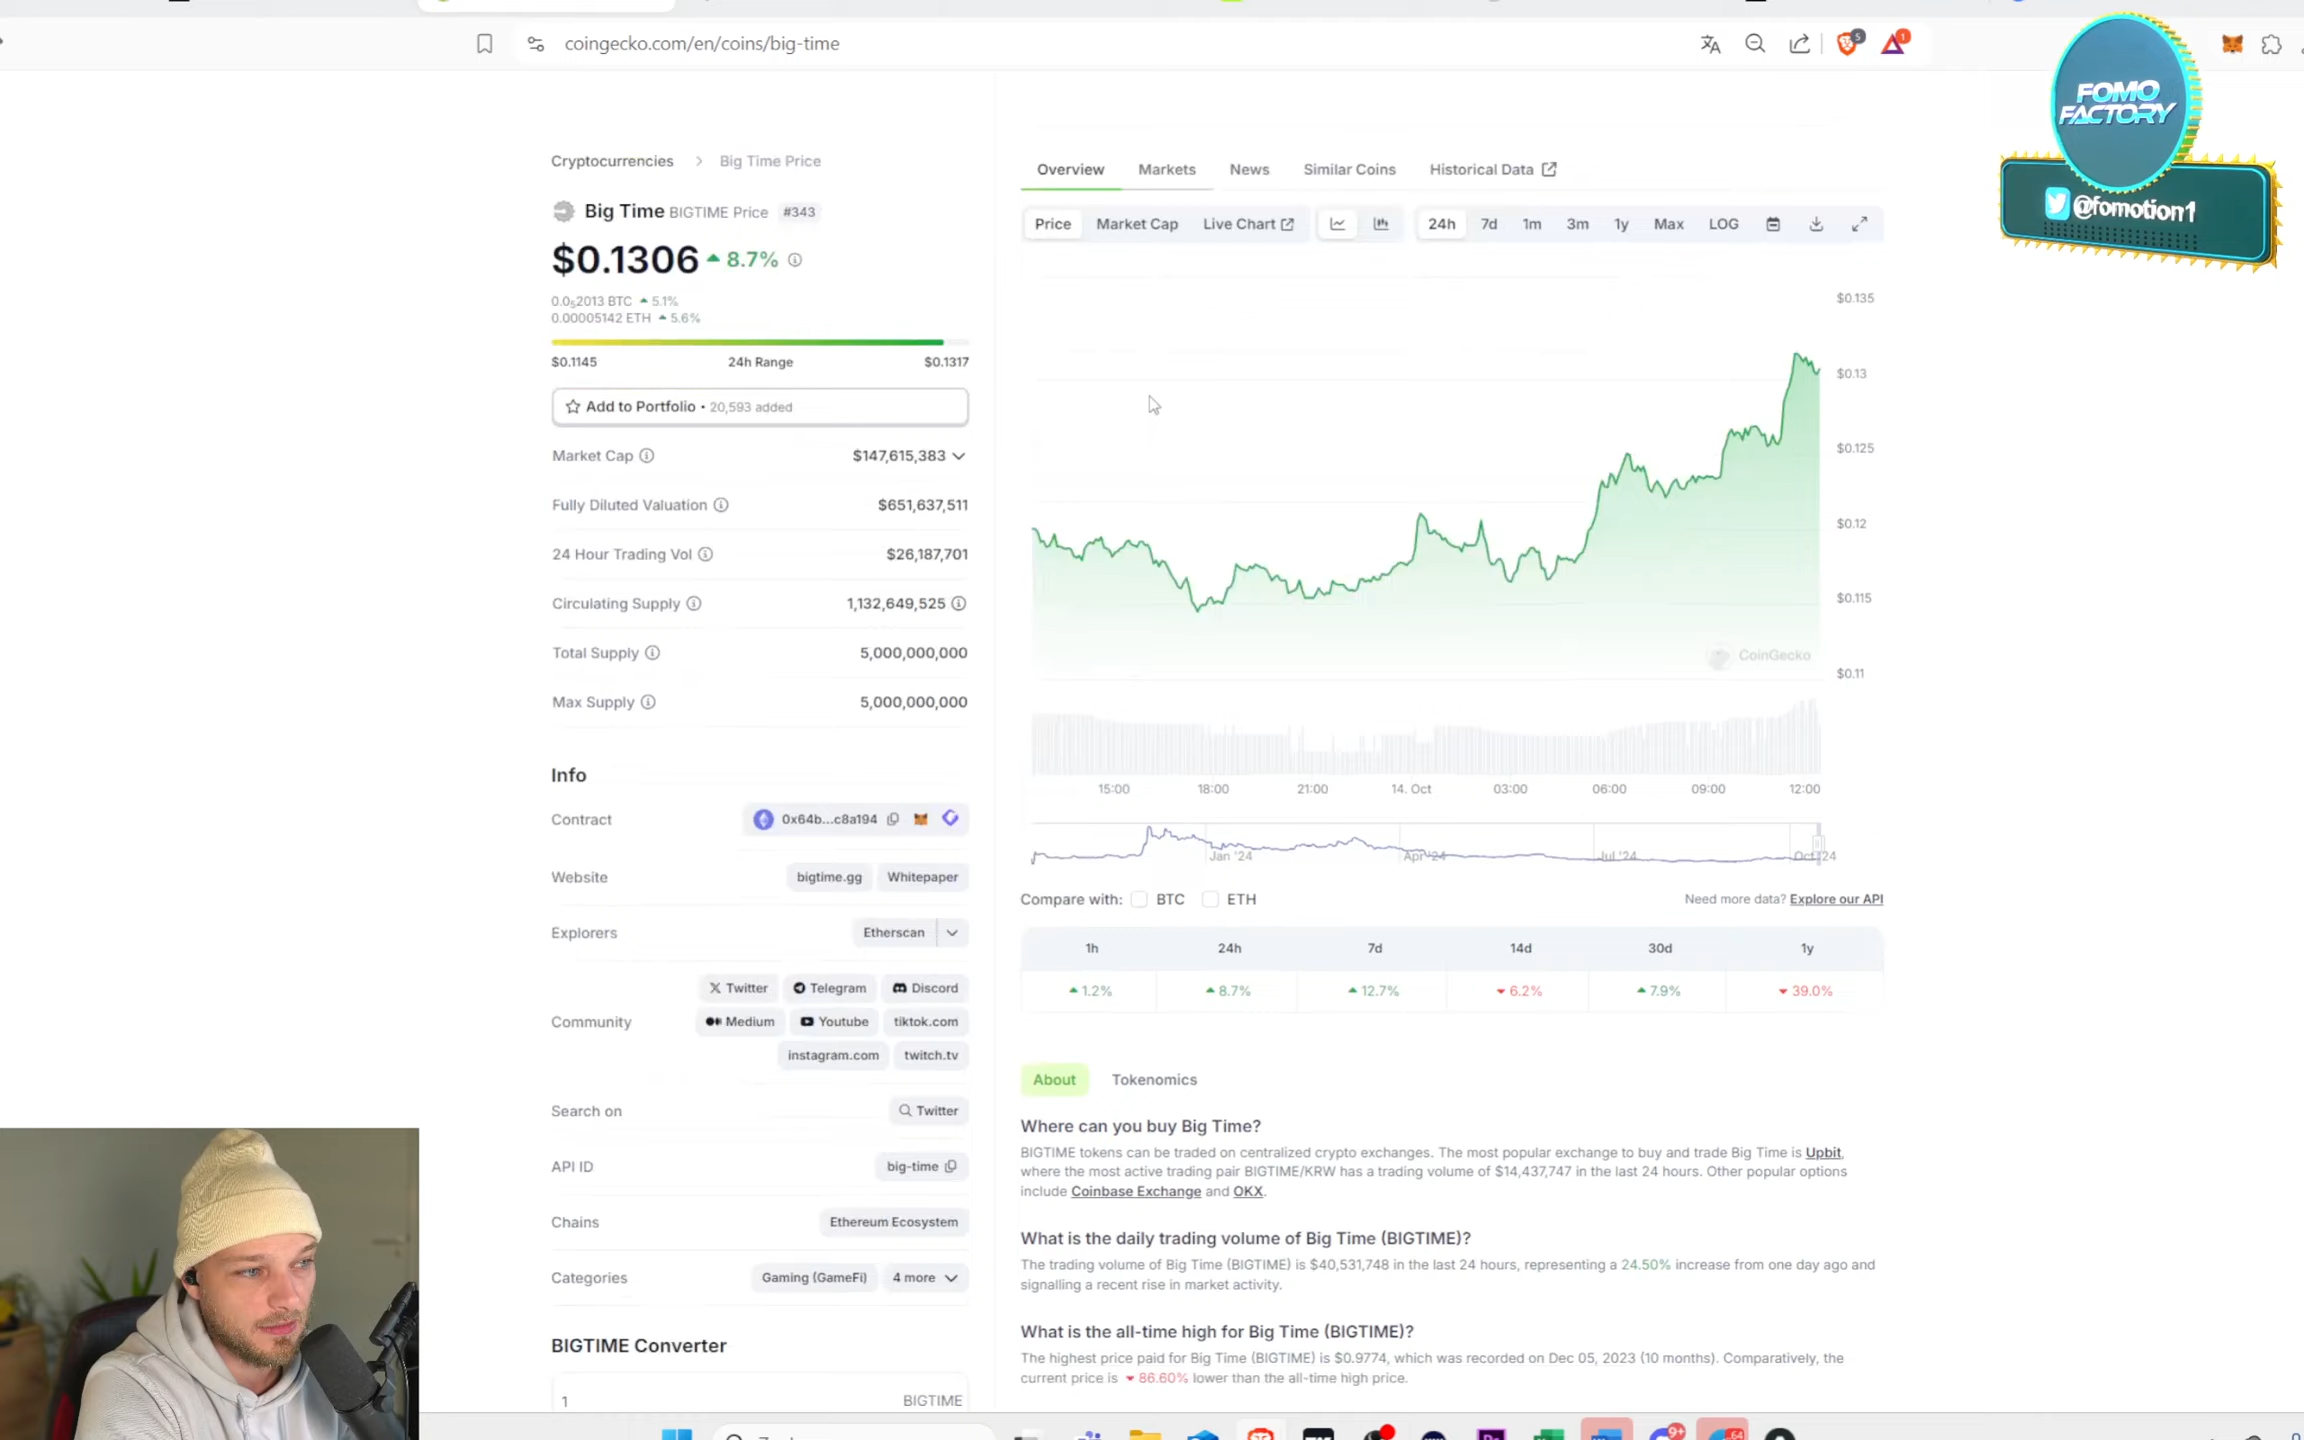 coingecko.com/en/coins/big-time
5
1
FOMO
FACTORY
@fomotion1
Cryptocurrencies > Big Time Price
Big Time BIGTIME Price #343
$0.1306 8.7%
0.0₅2013 BTC 5.1%
0.00005142 ETH 5.6%
$0.1145 24h Range $0.1317
Add to Portfolio • 20,593 added
Market Cap $147,615,383
Fully Diluted Valuation $651,637,511
24 Hour Trading Vol $26,187,701
Circulating Supply 1,132,649,525
Total Supply 5,000,000,000
Max Supply 5,000,000,000
Info
Contract 0x64b...c8a194
Website bigtime.gg Whitepaper
Explorers Etherscan
Community
Twitter Telegram Discord
Medium Youtube tiktok.com
instagram.com twitch.tv
Search on Twitter
API ID big-time
Chains Ethereum Ecosystem
Categories Gaming (GameFi) 4 more
BIGTIME Converter
1 BIGTIME
Overview Markets News Similar Coins Historical Data
Price Market Cap Live Chart 24h 7d 1m 3m 1y Max LOG
$0.135
$0.13
$0.125
$0.12
$0.115
$0.11
CoinGecko
15:00 18:00 21:00 14. Oct 03:00 06:00 09:00 12:00
Jan '24 Apr '24 Jul '24 Oct '24
Compare with: BTC ETH Need more data? Explore our API
1h 24h 7d 14d 30d 1y
1.2% 8.7% 12.7% 6.2% 7.9% 39.0%
About Tokenomics
Where can you buy Big Time?
BIGTIME tokens can be traded on centralized crypto exchanges. The most popular exchange to buy and trade Big Time is Upbit,
where the most active trading pair BIGTIME/KRW has a trading volume of $14,437,747 in the last 24 hours. Other popular options
include Coinbase Exchange and OKX.
What is the daily trading volume of Big Time (BIGTIME)?
The trading volume of Big Time (BIGTIME) is $40,531,748 in the last 24 hours, representing a 24.50% increase from one day ago and
signalling a recent rise in market activity.
What is the all-time high for Big Time (BIGTIME)?
The highest price paid for Big Time (BIGTIME) is $0.9774, which was recorded on Dec 05, 2023 (10 months). Comparatively, the
current price is 86.60% lower than the all-time high price.
9+
64